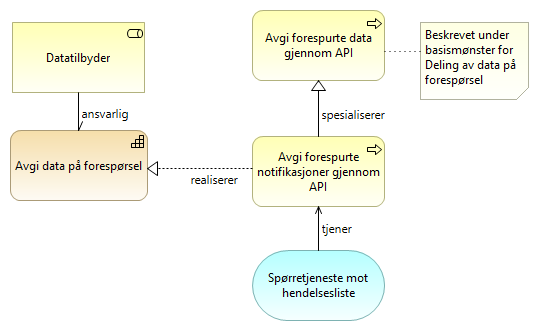 Datatilbyder
ansvarlig
Avgi data på forespørsel
realiserer
Avgi forespurte data
gjennom API
Beskrevet under
basismønster for
Deling av data på
forespørsel
spesialiserer
Avgi forespurte
notifikasjoner gjennom
API
tjener
Spørretjeneste mot
hendelsesliste